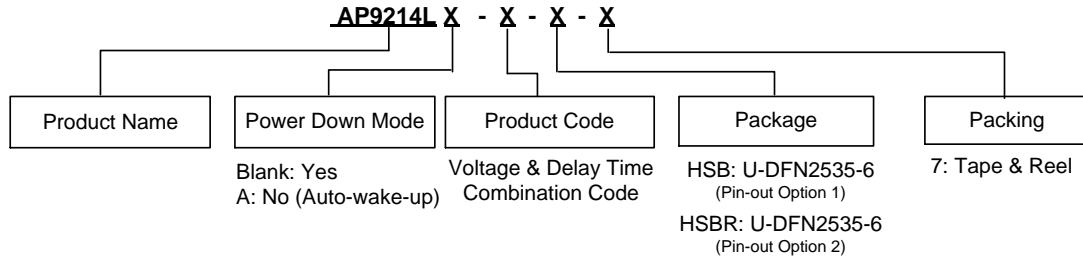 AP9214L X - X - X - X
Product Name
Power Down Mode
Product Code
Package
Packing
Blank: Yes
A: No (Auto-wake-up)
Voltage & Delay Time
Combination Code
HSB: U-DFN2535-6
(Pin-out Option 1)
HSBR: U-DFN2535-6
(Pin-out Option 2)
7: Tape & Reel